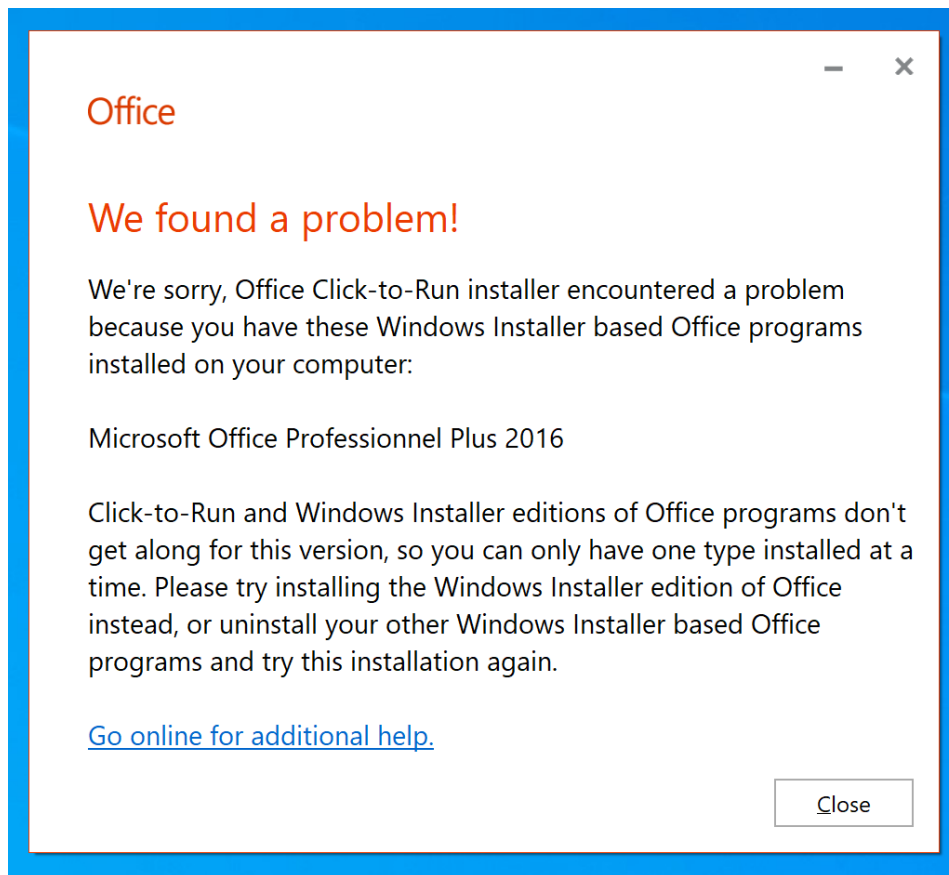 Office
We found a problem!
We're sorry, Office Click-to-Run installer encountered a problem
because you have these Windows Installer based Office programs
installed on your computer:
Microsoft Office Professionnel Plus 2016
Click-to-Run and Windows Installer editions of Office programs don't
get along for this version, so you can only have one type installed at a
time. Please try installing the Windows Installer edition of Office
instead, or uninstall your other Windows Installer based Office
programs and try this installation again.
Go online for additional help.
Close